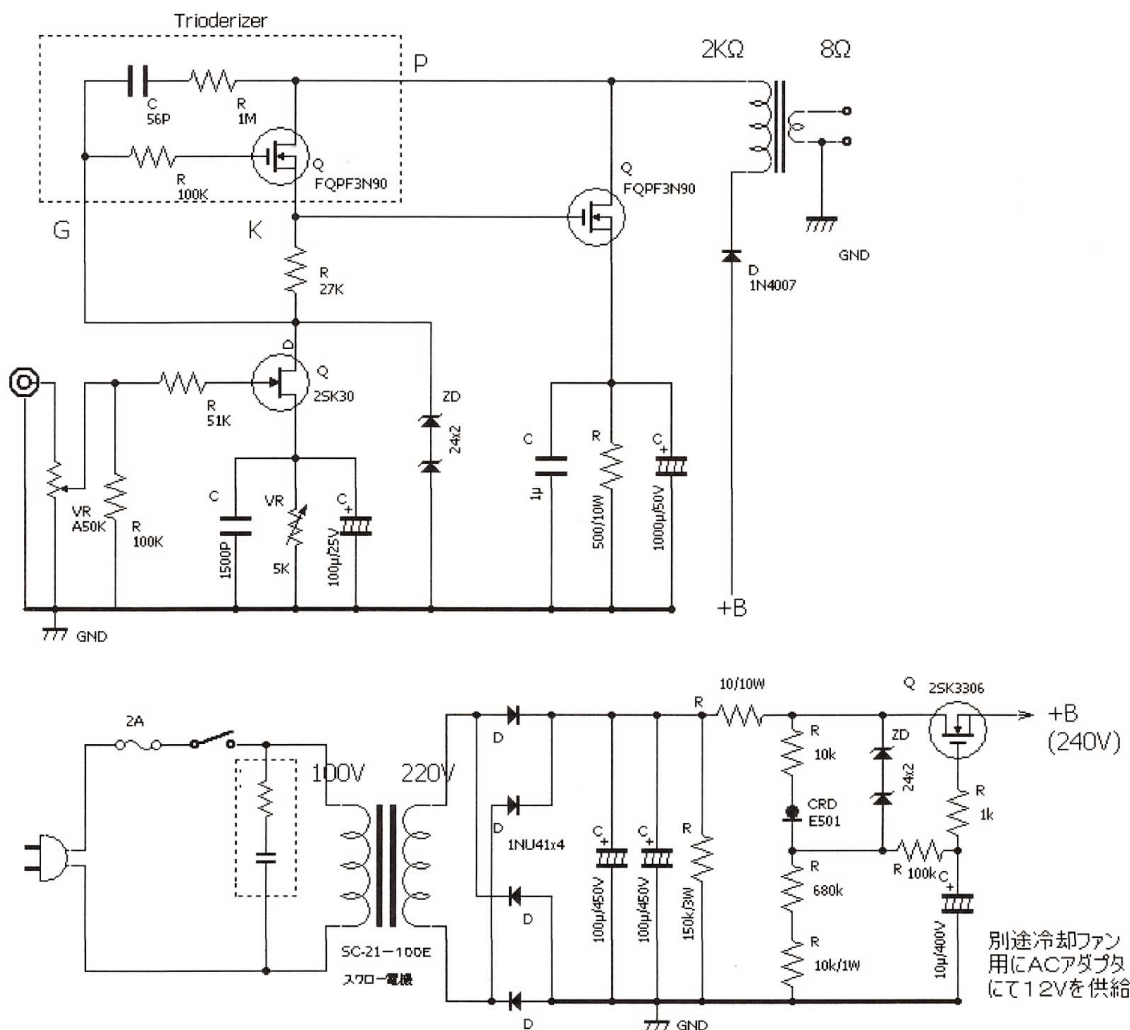 Trioderizer
P
2KΩ
8Ω
C
56P
R
1M
Q
FQPF3N90
R
100K
Q
FQPF3N90
G
K
GND
R
27K
D
1N4007
D
Q
2SK30
R
51K
ZD
24x2
C
R
C
+
1μ
500/10W
1000μ/50V
VR
A50K
R
100K
C
1500P
VR
5K
C
+
100μ/25V
+B
GND
2A
100V
220V
D
D
1NU41x4
D
D
SC-21-100E
スワロー電機
C
+
100μ/450V
C
+
100μ/450V
R
150k/3W
R
10/10W
R
10k
CRD
E501
ZD
24x2
Q
2SK3306
+B
(240V)
R
1k
R 100k
R
680k
R
10k/1W
C
+
10μ/400V
GND
別途冷却ファン
用にACアダプタ
にて12Vを供給